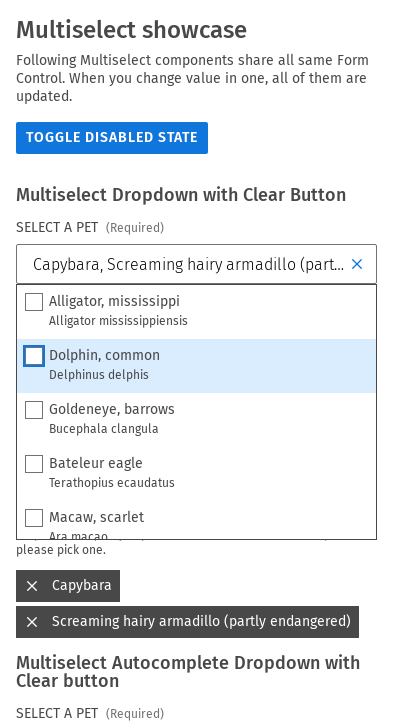 Multiselect showcase
Following Multiselect components share all same Form
Control. When you change value in one, all of them are
updated.
TOGGLE DISABLED STATE
Multiselect Dropdown with Clear Button
SELECT A PET (Required)
Capybara, Screaming hairy armadillo (part...
Alligator, mississippi
Alligator mississippiensis
Dolphin, common
Delphinus delphis
Goldeneye, barrows
Bucephala clangula
Bateleur eagle
Terathopius ecaudatus
Macaw, scarlet
Ara macao
please pick one.
Capybara
Screaming hairy armadillo (partly endangered)
Multiselect Autocomplete Dropdown with
Clear button
SELECT A PET (Required)